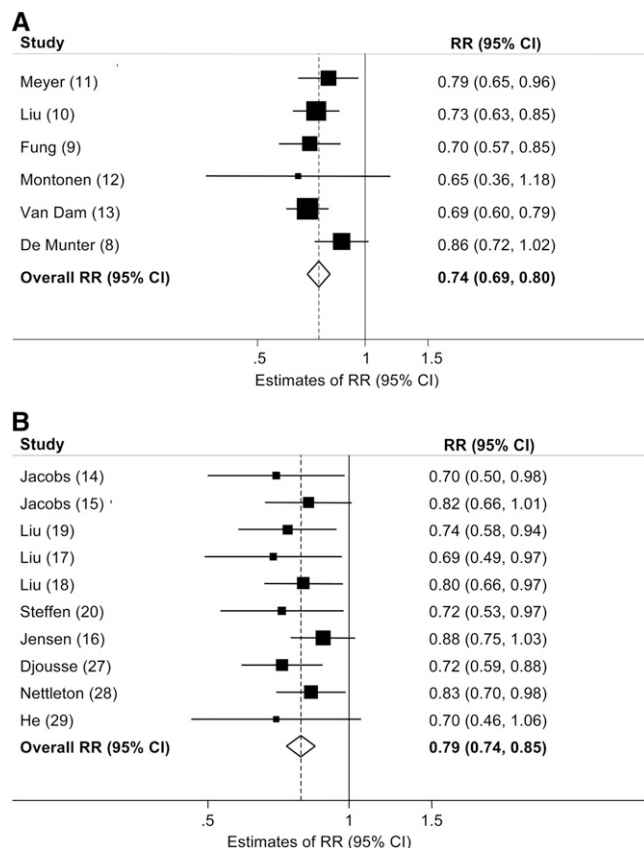 A
Study RR (95% CI)
Meyer (11) 0.79 (0.65, 0.96)
Liu (10) 0.73 (0.63, 0.85)
Fung (9) 0.70 (0.57, 0.85)
Montonen (12) 0.65 (0.36, 1.18)
Van Dam (13) 0.69 (0.60, 0.79)
De Munter (8) 0.86 (0.72, 1.02)
Overall RR (95% CI) 0.74 (0.69, 0.80)
.5 1 1.5
Estimates of RR (95% CI)
B
Study RR (95% CI)
Jacobs (14) 0.70 (0.50, 0.98)
Jacobs (15) 0.82 (0.66, 1.01)
Liu (19) 0.74 (0.58, 0.94)
Liu (17) 0.69 (0.49, 0.97)
Liu (18) 0.80 (0.66, 0.97)
Steffen (20) 0.72 (0.53, 0.97)
Jensen (16) 0.88 (0.75, 1.03)
Djousse (27) 0.72 (0.59, 0.88)
Nettleton (28) 0.83 (0.70, 0.98)
He (29) 0.70 (0.46, 1.06)
Overall RR (95% CI) 0.79 (0.74, 0.85)
.5 1 1.5
Estimates of RR (95% CI)